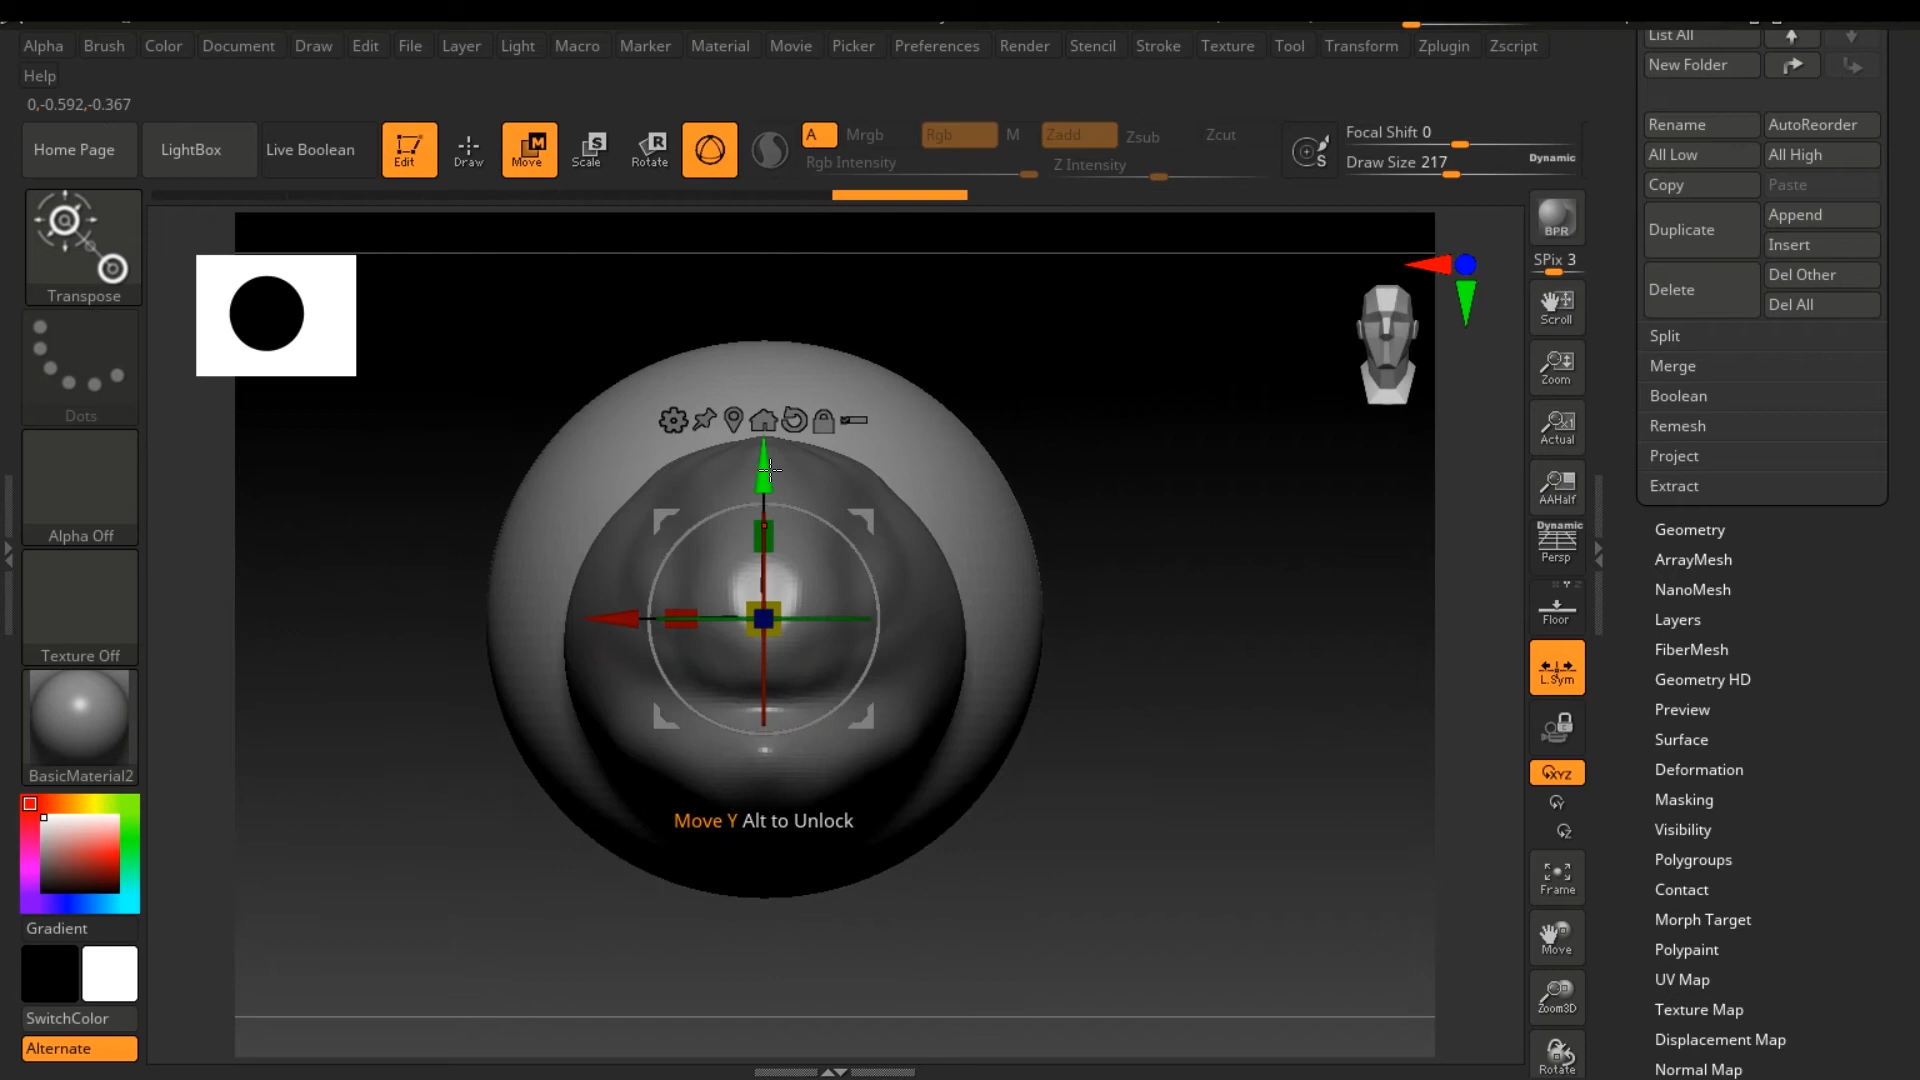 Alpha Brush Color Document Draw Edit File Layer Light Macro Marker Material Movie Picker Preferences Render Stencil Stroke Texture Tool Transform Zplugin Zscript
Help
0,-0.592,-0.367
Home Page
LightBox
Live Boolean
Edit
Draw
Move
Scale
Rotate
A
Mrgb
Rgb
M
Zadd
Zsub
Zcut
Rgb Intensity
Z Intensity
Focal Shift 0
Draw Size 217
Dynamic
Transpose
Dots
Alpha Off
Texture Off
BasicMaterial2
Gradient
SwitchColor
Alternate
Move Y Alt to Unlock
BPR
SPix 3
Scroll
Zoom
Actual
AAHalf
Dynamic
Persp
Floor
L.Sym
XYZ
Y
Z
Frame
Move
Zoom3D
Rotate
List All
New Folder
Rename
AutoReorder
All Low
All High
Copy
Paste
Duplicate
Append
Insert
Delete
Del Other
Del All
Split
Merge
Boolean
Remesh
Project
Extract
Geometry
ArrayMesh
NanoMesh
Layers
FiberMesh
Geometry HD
Preview
Surface
Deformation
Masking
Visibility
Polygroups
Contact
Morph Target
Polypaint
UV Map
Texture Map
Displacement Map
Normal Map